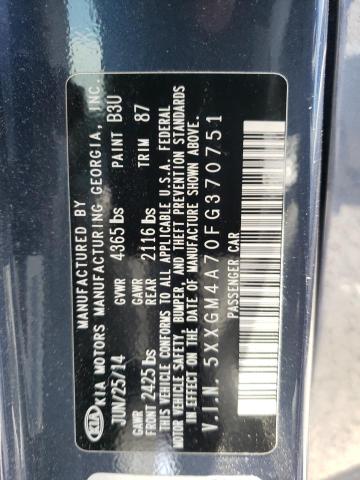 MANUFACTURED BY
KIA KIA MOTORS MANUFACTURING GEORGIA, INC.
JUN/25/14 GVWR 4365 lbs PAINT B3U
GAWR GAWR
FRONT 2425 lbs REAR 2116 lbs TRIM 87
THIS VEHICLE CONFORMS TO ALL APPLICABLE U.S.A. FEDERAL
MOTOR VEHICLE SAFETY, BUMPER, AND THEFT PREVENTION STANDARDS
IN EFFECT ON THE DATE OF MANUFACTURE SHOWN ABOVE.
V.I.N. 5XXGM4A70FG370751
PASSENGER CAR